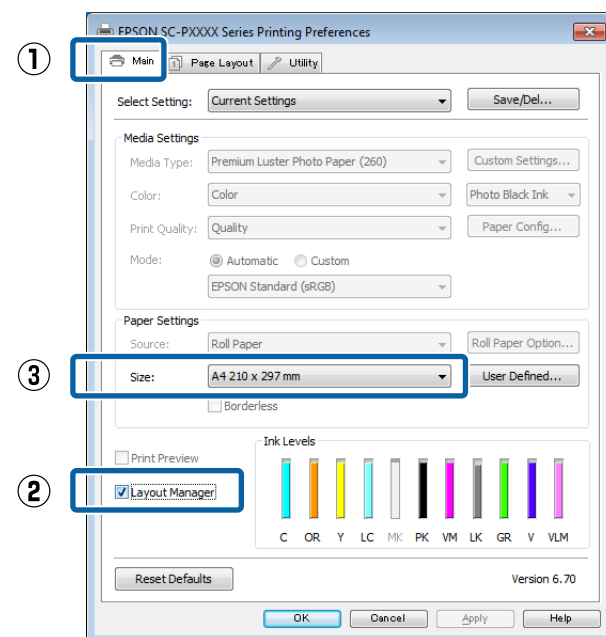 EPSON SC-PXXXX Series Printing Preferences
1
Main Page Layout Utility
Select Setting: Current Settings Save/Del...
Media Settings
Media Type: Premium Luster Photo Paper (260) Custom Settings...
Color: Color Photo Black Ink
Print Quality: Quality Paper Config...
Mode: Automatic Custom
EPSON Standard (sRGB)
Paper Settings
Source: Roll Paper Roll Paper Option...
3
Size: A4 210 x 297 mm User Defined...
Borderless
Ink Levels
Print Preview
2
Layout Manager
C OR Y LC MK PK VM LK GR V VLM
Reset Defaults Version 6.70
OK Cancel Apply Help